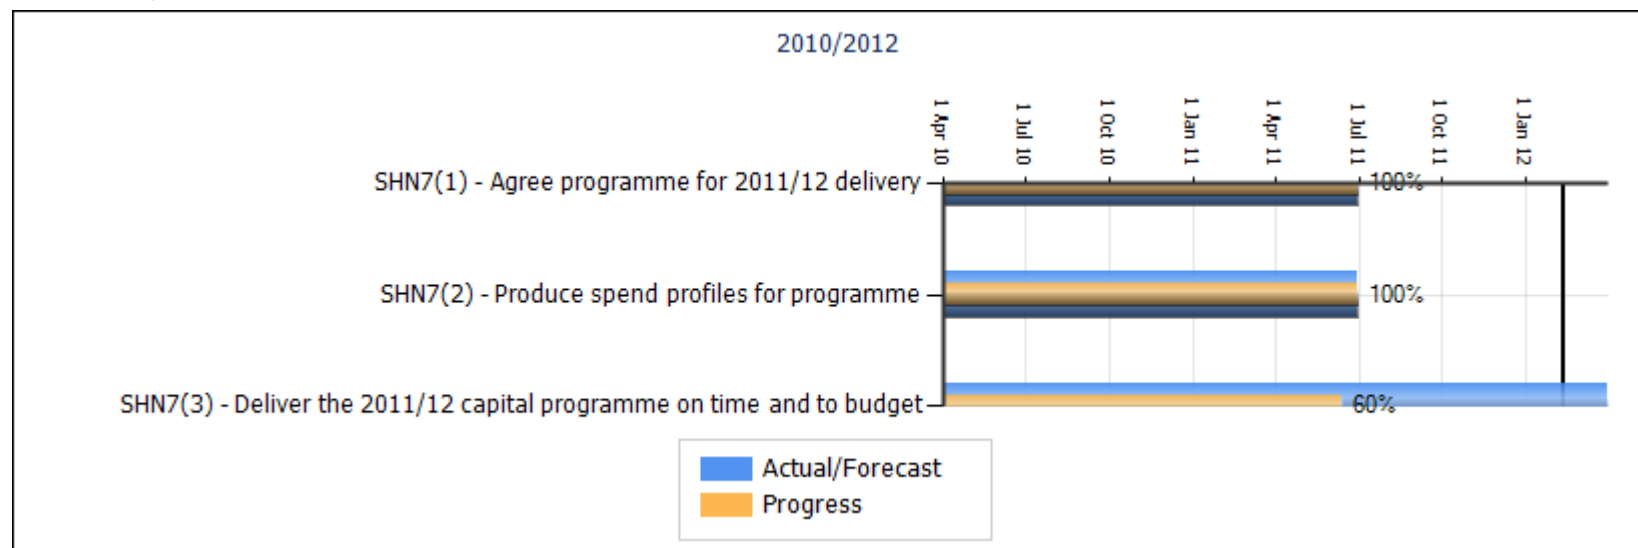 2010/2012
1 Apr 10
1 Jul 10
1 Oct 10
1 Jan 11
1 Apr 11
1 Jul 11
1 Oct 11
1 Jan 12
SHN7(1) - Agree programme for 2011/12 delivery
100%
SHN7(2) - Produce spend profiles for programme
100%
SHN7(3) - Deliver the 2011/12 capital programme on time and to budget
60%
Actual/Forecast
Progress